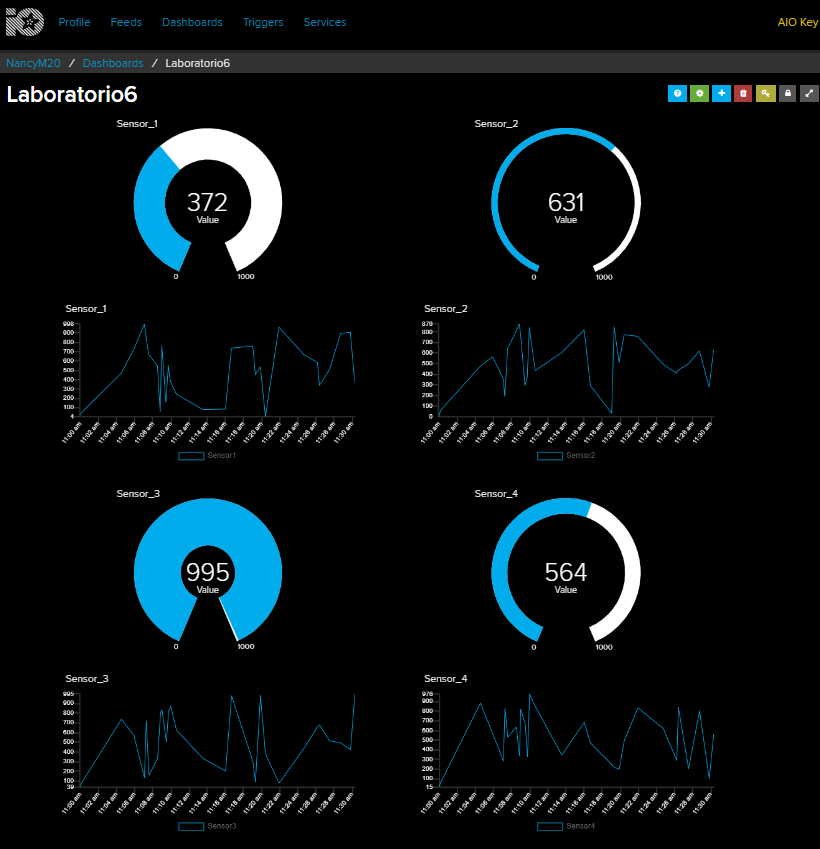 iO Profile Feeds Dashboards Triggers Services AIO Key
NancyM20 / Dashboards / Laboratorio6
Laboratorio6
Sensor_1
372
Value
0 1000
Sensor_2
631
Value
0 1000
Sensor_1
998
900
800
700
600
500
400
300
200
100
4
11:00 am 11:02 am 11:04 am 11:06 am 11:08 am 11:10 am 11:12 am 11:14 am 11:16 am 11:18 am 11:20 am 11:22 am 11:24 am 11:26 am 11:28 am 11:30 am
Sensor1
Sensor_2
878
800
700
600
500
400
300
200
100
0
11:00 am 11:02 am 11:04 am 11:06 am 11:08 am 11:10 am 11:12 am 11:14 am 11:16 am 11:18 am 11:20 am 11:22 am 11:24 am 11:26 am 11:28 am 11:30 am
Sensor2
Sensor_3
995
Value
0 1000
Sensor_4
564
Value
0 1000
Sensor_3
995
900
800
700
600
500
400
300
200
100
39
11:00 am 11:02 am 11:04 am 11:06 am 11:08 am 11:10 am 11:12 am 11:14 am 11:16 am 11:18 am 11:20 am 11:22 am 11:24 am 11:26 am 11:28 am 11:30 am
Sensor3
Sensor_4
976
900
800
700
600
500
400
300
200
100
15
11:00 am 11:02 am 11:04 am 11:06 am 11:08 am 11:10 am 11:12 am 11:14 am 11:16 am 11:18 am 11:20 am 11:22 am 11:24 am 11:26 am 11:28 am 11:30 am
Sensor4